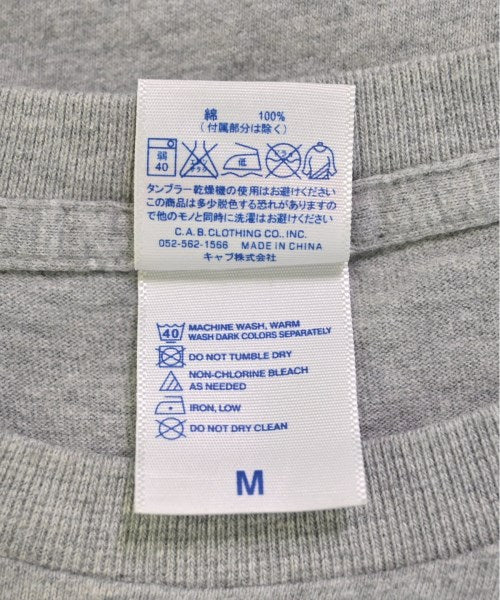 綿 100%
(付属部分は除く)
弱
40
低
タンブラー乾燥機の使用はお避けください
この商品は多少脱色する恐れがありますの
で他のモノと同時に洗濯はお避けください
C.A.B.CLOTHING CO., INC.
052-562-1566 MADE IN CHINA
キャブ株式会社
40 MACHINE WASH, WARM
WASH DARK COLORS SEPARATELY
DO NOT TUMBLE DRY
NON-CHLORINE BLEACH
AS NEEDED
IRON, LOW
DO NOT DRY CLEAN
M